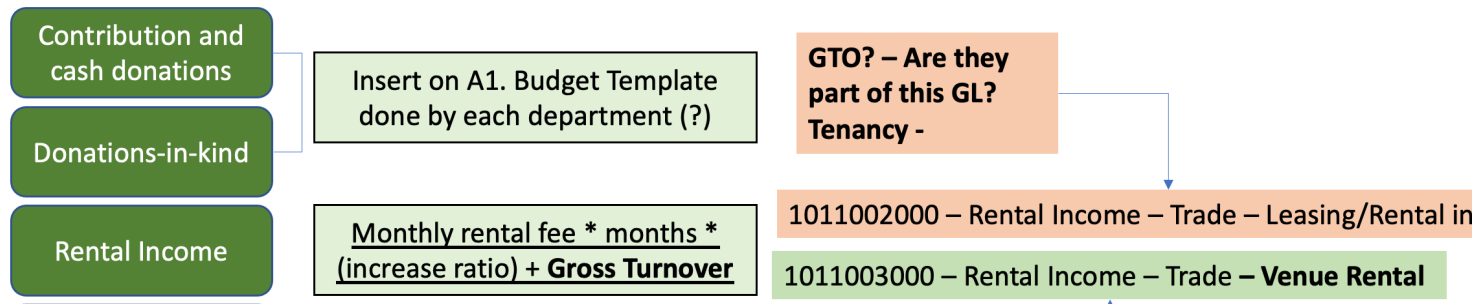 Contribution and
cash donations
Donations-in-kind
Rental Income
Insert on A1. Budget Template
done by each department (?)
Monthly rental fee * months *
(increase ratio) + Gross Turnover
GTO? – Are they
part of this GL?
Tenancy -
1011002000 – Rental Income – Trade – Leasing/Rental in
1011003000 – Rental Income – Trade – Venue Rental